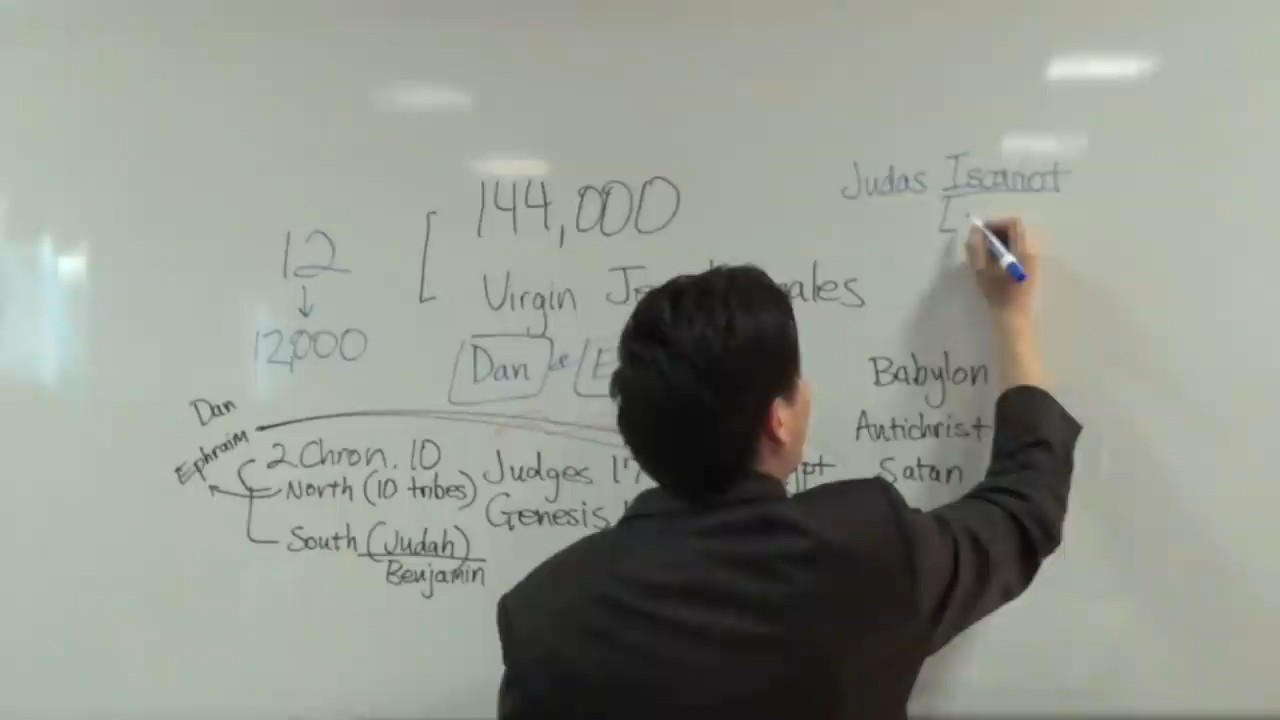 Judas Iscariot
144,000
12
Virgin
12,000
Dan &
Babylon
Dan
Antichrist
Ephraim
2 Chron. 10
Judges 17
Satan
North (10 tribes)
Genesis
South (Judah)
Benjamin